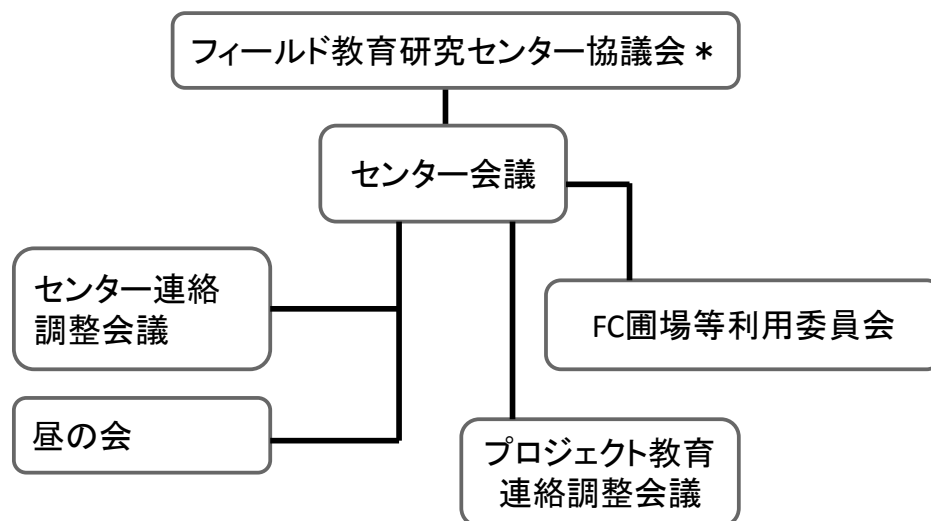 フィールド教育研究センター協議会＊
センター会議
センター連絡
調整会議
FC圃場等利用委員会
昼の会
プロジェクト教育
連絡調整会議